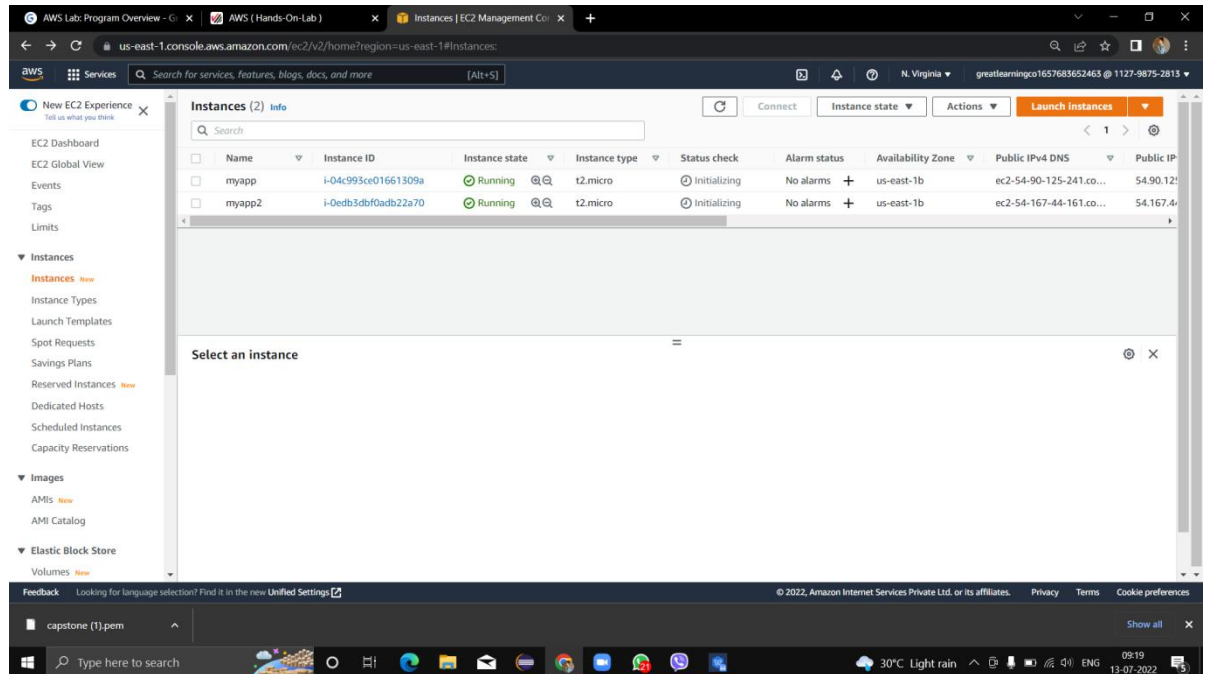 AWS Lab: Program Overview - G
AWS ( Hands-On-Lab )
Instances | EC2 Management Co
us-east-1.console.aws.amazon.com/ec2/v2/home?region=us-east-1#Instances:
aws
Services
Search for services, features, blogs, docs, and more
[Alt+S]
N. Virginia
greatlearningco1657683652463 @ 1127-9875-2813
New EC2 Experience
Tell us what you think
EC2 Dashboard
EC2 Global View
Events
Tags
Limits
Instances
Instances New
Instance Types
Launch Templates
Spot Requests
Savings Plans
Reserved Instances New
Dedicated Hosts
Scheduled Instances
Capacity Reservations
Images
AMIs New
AMI Catalog
Elastic Block Store
Volumes New
Instances (2) Info
Connect
Instance state
Actions
Launch instances
Search
1
Name Instance ID Instance state Instance type Status check Alarm status Availability Zone Public IPv4 DNS Public IP
myapp i-04c993ce01661309a Running t2.micro Initializing No alarms + us-east-1b ec2-54-90-125-241.co... 54.90.12
myapp2 i-0edb3dbf0adb22a70 Running t2.micro Initializing No alarms + us-east-1b ec2-54-167-44-161.co... 54.167.4
Select an instance
Feedback Looking for language selection? Find it in the new Unified Settings
© 2022, Amazon Internet Services Private Ltd. or its affiliates. Privacy Terms Cookie preferences
capstone (1).pem
Show all
Type here to search
21
30°C Light rain
ENG
09:19
13-07-2022
5